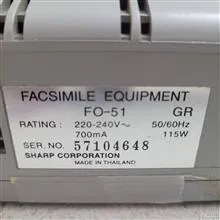 FACSIMILE EQUIPMENT
FO-51 GR
RATING : 220-240V~ 50/60Hz
700mA 115W
SER. NO. 57104648
SHARP CORPORATION
MADE IN THAILAND